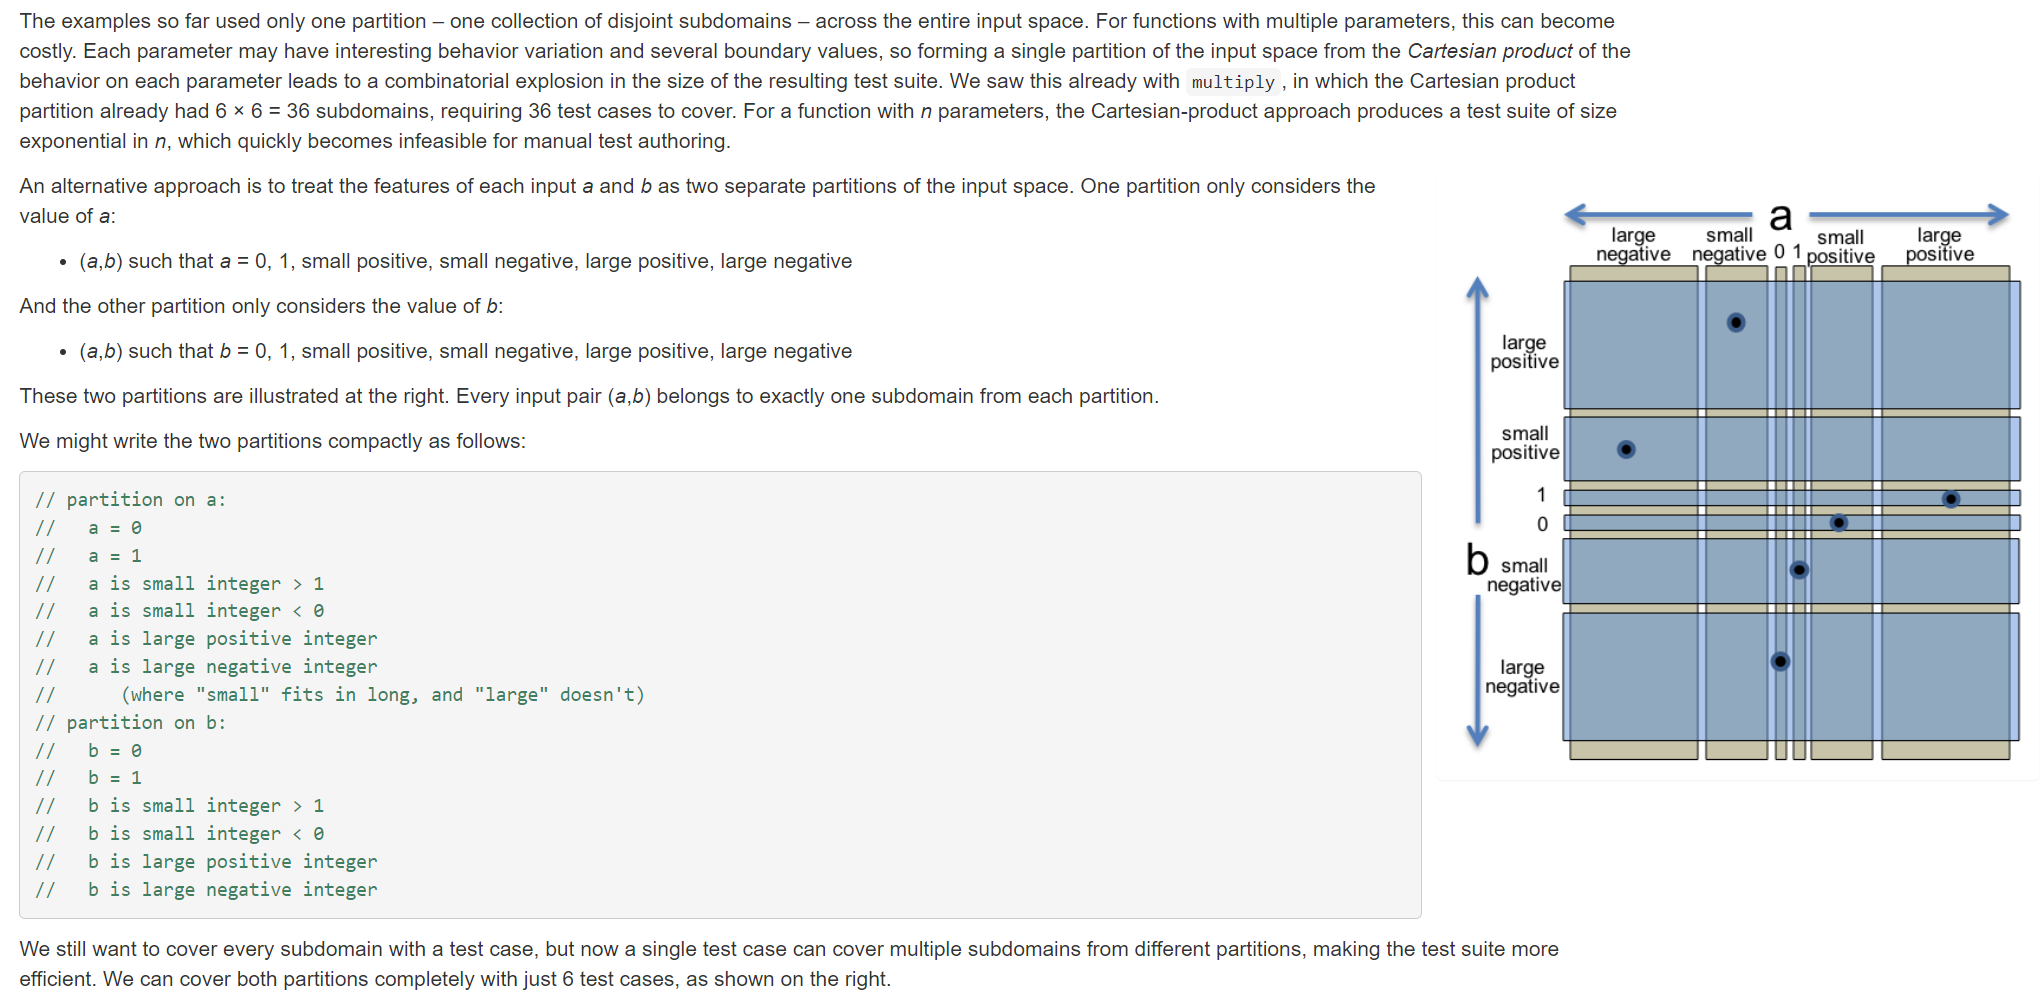 The examples so far used only one partition – one collection of disjoint subdomains – across the entire input space. For functions with multiple parameters, this can become
costly. Each parameter may have interesting behavior variation and several boundary values, so forming a single partition of the input space from the Cartesian product of the
behavior on each parameter leads to a combinatorial explosion in the size of the resulting test suite. We saw this already with multiply , in which the Cartesian product
partition already had 6 × 6 = 36 subdomains, requiring 36 test cases to cover. For a function with n parameters, the Cartesian-product approach produces a test suite of size
exponential in n, which quickly becomes infeasible for manual test authoring.
An alternative approach is to treat the features of each input a and b as two separate partitions of the input space. One partition only considers the
value of a:
• (a,b) such that a = 0, 1, small positive, small negative, large positive, large negative
And the other partition only considers the value of b:
• (a,b) such that b = 0, 1, small positive, small negative, large positive, large negative
These two partitions are illustrated at the right. Every input pair (a,b) belongs to exactly one subdomain from each partition.
We might write the two partitions compactly as follows:
// partition on a:
//   a = 0
//   a = 1
//   a is small integer > 1
//   a is small integer < 0
//   a is large positive integer
//   a is large negative integer
//      (where "small" fits in long, and "large" doesn't)
// partition on b:
//   b = 0
//   b = 1
//   b is small integer > 1
//   b is small integer < 0
//   b is large positive integer
//   b is large negative integer
a
large small small large
negative negative 0 1 positive positive
large
positive
small
positive
1
0
b
small
negative
large
negative
We still want to cover every subdomain with a test case, but now a single test case can cover multiple subdomains from different partitions, making the test suite more
efficient. We can cover both partitions completely with just 6 test cases, as shown on the right.